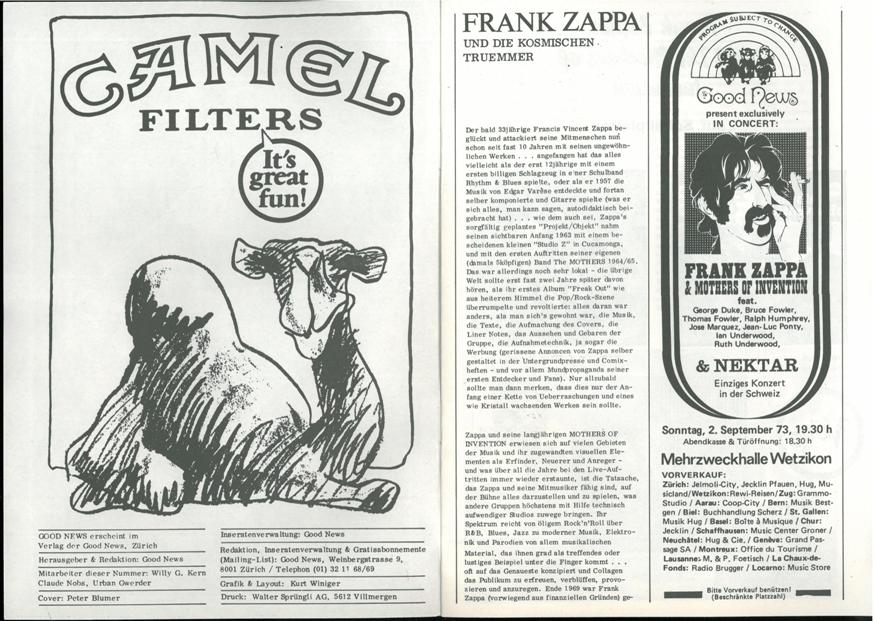 CAMEL
FILTERS
It's
great
fun!
GOOD NEWS erscheint im
Verlag der Good News, Zürich
Herausgeber & Redaktion: Good News
Mitarbeiter dieser Nummer: Willy G. Kern
Claude Nobs, Urban Gwerder
Cover: Peter Blumer
Inseratenverwaltung: Good News
Redaktion, Inseratenverwaltung & Gratisabonnemente
(Mailing-List): Good News, Weinbergstrasse 9,
8001 Zürich / Telephon (01) 32 11 68/69
Grafik & Layout: Kurt Winiger
Druck: Walter Sprüngli AG, 5612 Villmergen
FRANK ZAPPA
UND DIE KOSMISCHEN
TRUEMMER
Der bald 33jährige Francis Vincent Zappa be-
glückt und attackiert seine Mitmenschen nun
schon seit fast 10 Jahren mit seinen ungewöhn-
lichen Werken . . . angefangen hat das alles
vielleicht als der erst 12jährige mit einem
ersten billigen Schlagzeug in einer Schulband
Rhythm & Blues spielte, oder als er 1957 die
Musik von Edgar Varèse entdeckte und fortan
selber komponierte und Gitarre spielte (was er
sich alles, man kann sagen, autodidaktisch bei-
gebracht hat) . . . wie dem auch sei, Zappa's
sorgfältig geplantes "Projekt/Objekt" nahm
seinen sichtbaren Anfang 1963 mit einem be-
scheidenen kleinen "Studio Z" in Cucamonga,
und mit den ersten Auftritten seiner eigenen
(damals 5köpfigen) Band The MOTHERS 1964/65.
Das war allerdings noch sehr lokal - die übrige
Welt sollte erst fast zwei Jahre später davon
hören, als ihr erstes Album "Freak Out" wie
aus heiterem Himmel die Pop/Rock-Szene
überrumpelte und revoltierte: alles daran war
anders, als man sich's gewohnt war, die Musik,
die Texte, die Aufmachung des Covers, die
Liner Notes, das Aussehen und Gebaren der
Gruppe, die Aufnahmetechnik, ja sogar die
Werbung (gerissene Annoncen von Zappa selber
gestaltet in der Untergrundpresse und Comix-
heften - und vor allem Mundpropaganda seiner
ersten Entdecker und Fans). Nur allzubald
sollte man dann merken, dass dies nur der An-
fang einer Kette von Ueberraschungen und eines
wie Kristall wachsenden Werkes sein sollte.
Zappa und seine langjährigen MOTHERS OF
INVENTION erwiesen sich auf vielen Gebieten
der Musik und ihr zugewandten visuellen Ele-
menten als Erfinder, Neuerer und Anreger -
und was über all die Jahre bei den Live-Auf-
tritten immer wieder erstaunte, ist die Tatsache,
das Zappa und seine Mitmusiker fähig sind, auf
der Bühne alles darzustellen und zu spielen, was
andere Gruppen höchstens mit Hilfe technisch
aufwendiger Studios zuwege bringen. Ihr
Spektrum reicht von öligem Rock'n'Roll über
R&B, Blues, Jazz zu moderner Musik, Elektro-
nik und Parodien von allem musikalischen
Material, das ihnen grad als treffendes oder
lustiges Beispiel unter die Finger kommt . . .
oft auf das Genauste konzipiert und Collagen
das Publikum zu erfreuen, verblüffen, provo-
zieren und anzuregen. Ende 1969 war Frank
Zappa (vorwiegend aus finanziellen Gründen) ge-
PROGRAM SUBJECT TO CHANGE
Good News
present exclusively
IN CONCERT:
FRANK ZAPPA
& MOTHERS OF INVENTION
feat.
George Duke, Bruce Fowler,
Thomas Fowler, Ralph Humphrey,
Jose Marquez, Jean-Luc Ponty,
Ian Underwood,
Ruth Underwood,
& NEKTAR
Einziges Konzert
in der Schweiz
Sonntag, 2. September 73, 19.30 h
Abendkasse & Türöffnung: 18.30 h
Mehrzweckhalle Wetzikon
VORVERKAUF:
Zürich: Jelmoli-City, Jecklin Pfauen, Hug, Mu-
sicland/Wetzikon: Rewi-Reisen/Zug: Grammo-
Studio / Aarau: Coop-City / Bern: Musik Best-
gen / Biel: Buchhandlung Scherz / St. Gallen:
Musik Hug / Basel: Boîte à Musique / Chur:
Jecklin / Schaffhausen: Music Center Groner /
Neuchâtel: Hug & Cie, / Genève: Grand Pas-
sage SA / Montreux: Office du Tourisme /
Lausanne: M, & P, Foetisch / La Chaux-de-
Fonds: Radio Brugger / Locarno: Music Store
Bitte Vorverkauf benützen!
(Beschränkte Platzzahl)